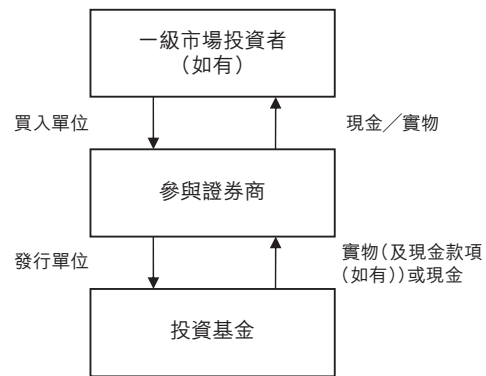 一級市場投資者
（如有）
買入單位
現金／實物
參與證券商
發行單位
實物（及現金款項
（如有））或現金
投資基金